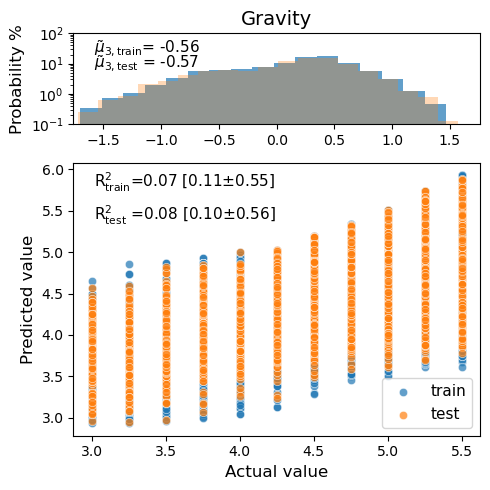 Gravity
Probability %
10²
10¹
10⁰
10⁻¹
μ̃₃,train= -0.56
μ̃₃,test = -0.57
−1.5 −1.0 −0.5 0.0 0.5 1.0 1.5
Predicted value
6.0
5.5
5.0
4.5
4.0
3.5
3.0
R²train=0.07 [0.11±0.55]
R²test =0.08 [0.10±0.56]
train
test
3.0 3.5 4.0 4.5 5.0 5.5
Actual value